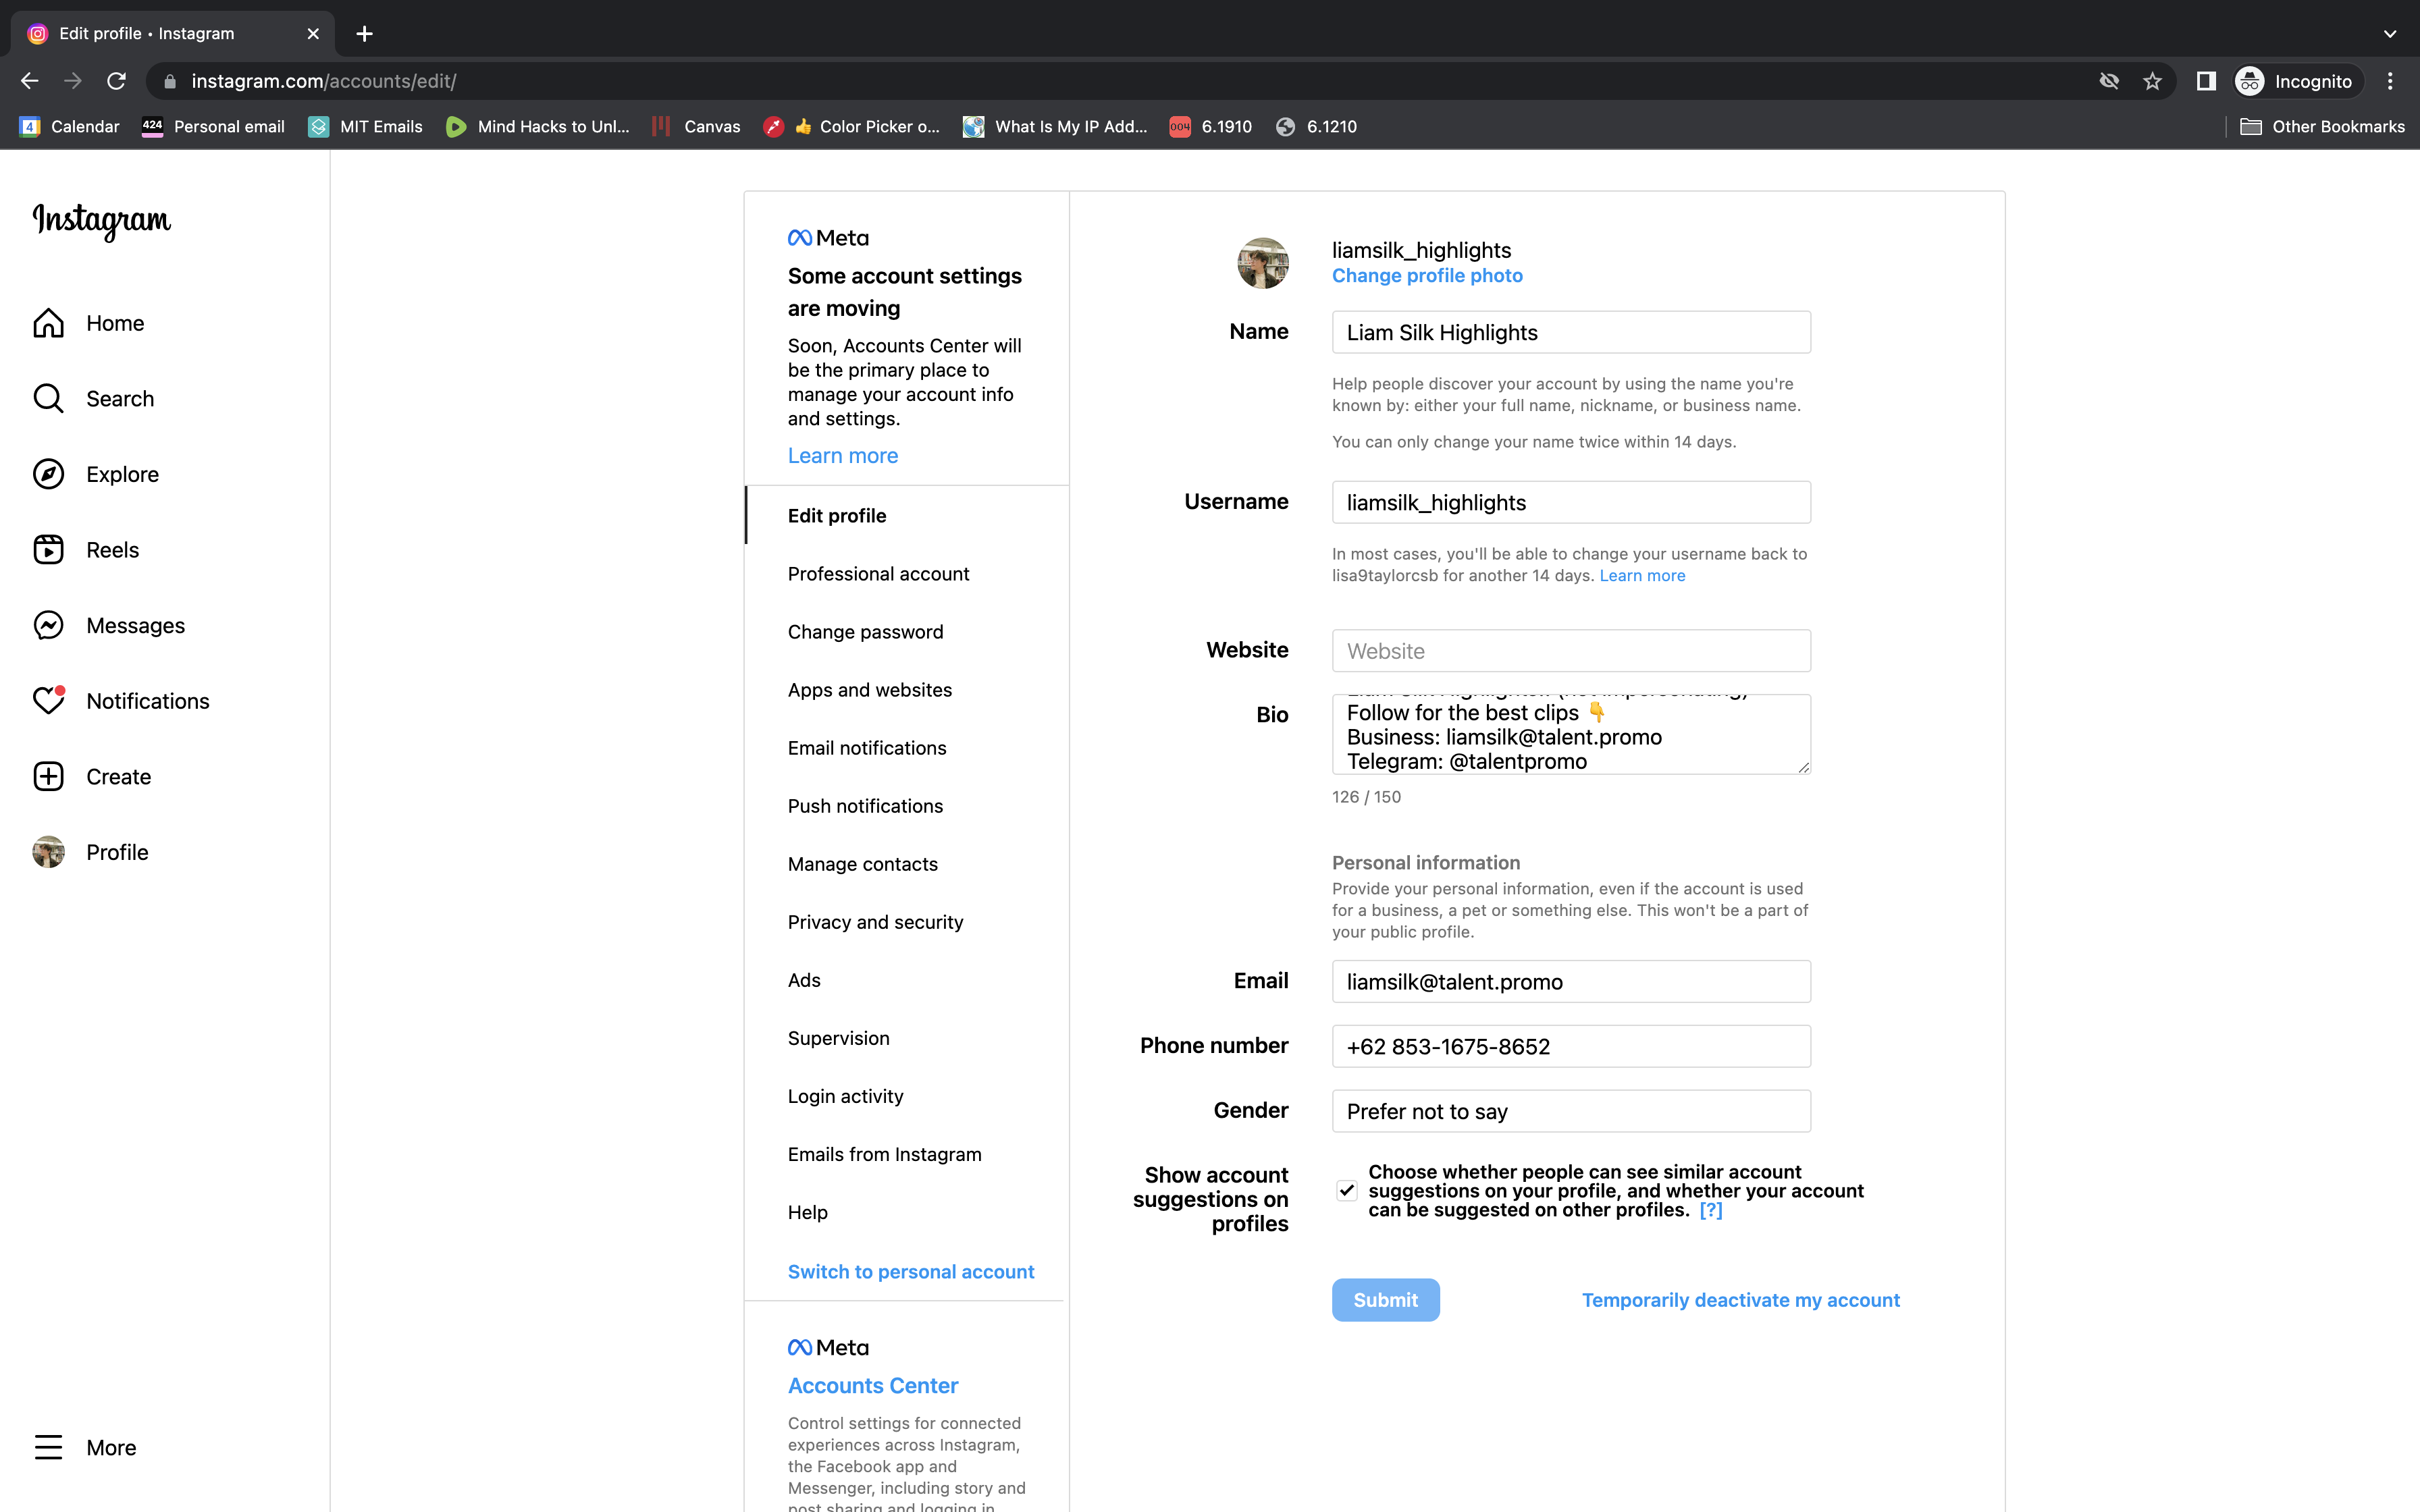 Edit profile • Instagram
instagram.com/accounts/edit/
Incognito
4 Calendar
424 Personal email
MIT Emails
Mind Hacks to Unl...
Canvas
👍 Color Picker o...
What Is My IP Add...
004 6.1910
6.1210
Other Bookmarks
Instagram
Home
Search
Explore
Reels
Messages
Notifications
Create
Profile
More
Meta
Some account settings
are moving
Soon, Accounts Center will
be the primary place to
manage your account info
and settings.
Learn more
Edit profile
Professional account
Change password
Apps and websites
Email notifications
Push notifications
Manage contacts
Privacy and security
Ads
Supervision
Login activity
Emails from Instagram
Help
Switch to personal account
Meta
Accounts Center
Control settings for connected
experiences across Instagram,
the Facebook app and
Messenger, including story and
post sharing and logging in.
liamsilk_highlights
Change profile photo
Name
Liam Silk Highlights
Help people discover your account by using the name you're
known by: either your full name, nickname, or business name.
You can only change your name twice within 14 days.
Username
liamsilk_highlights
In most cases, you'll be able to change your username back to
lisa9taylorcsb for another 14 days. Learn more
Website
Website
Bio
Follow for the best clips 👇
Business: liamsilk@talent.promo
Telegram: @talentpromo
126 / 150
Personal information
Provide your personal information, even if the account is used
for a business, a pet or something else. This won't be a part of
your public profile.
Email
liamsilk@talent.promo
Phone number
+62 853-1675-8652
Gender
Prefer not to say
Show account
suggestions on
profiles
Choose whether people can see similar account
suggestions on your profile, and whether your account
can be suggested on other profiles. [?]
Submit
Temporarily deactivate my account